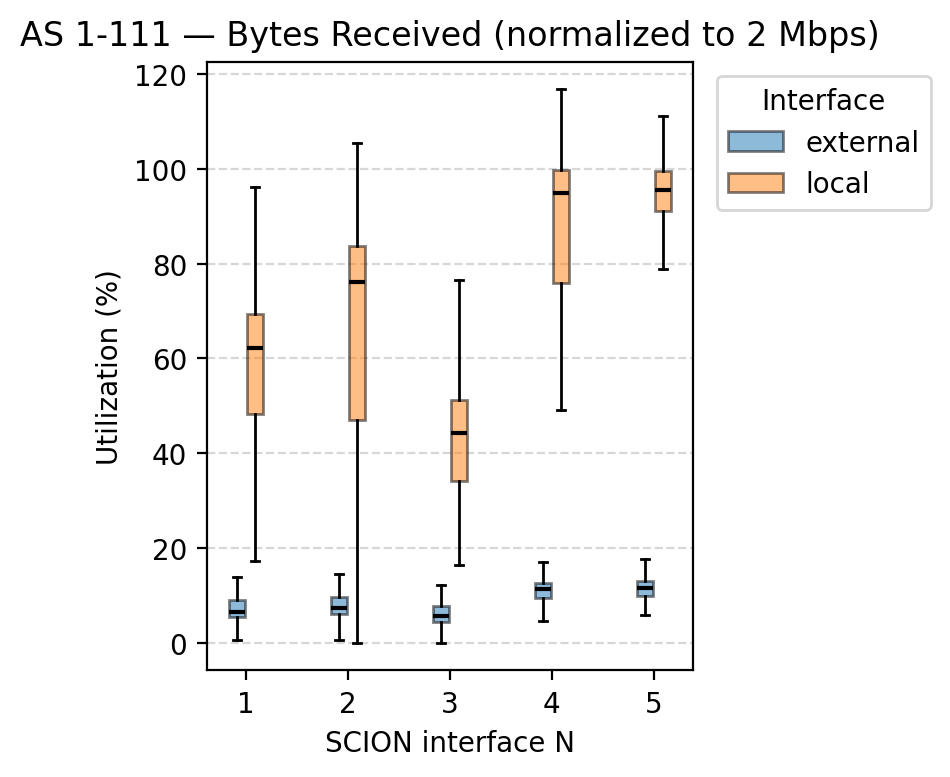 AS 1-111 — Bytes Received (normalized to 2 Mbps)
120
100
80
60
40
20
0
Utilization (%)
1 2 3 4 5
SCION interface N
Interface
external
local